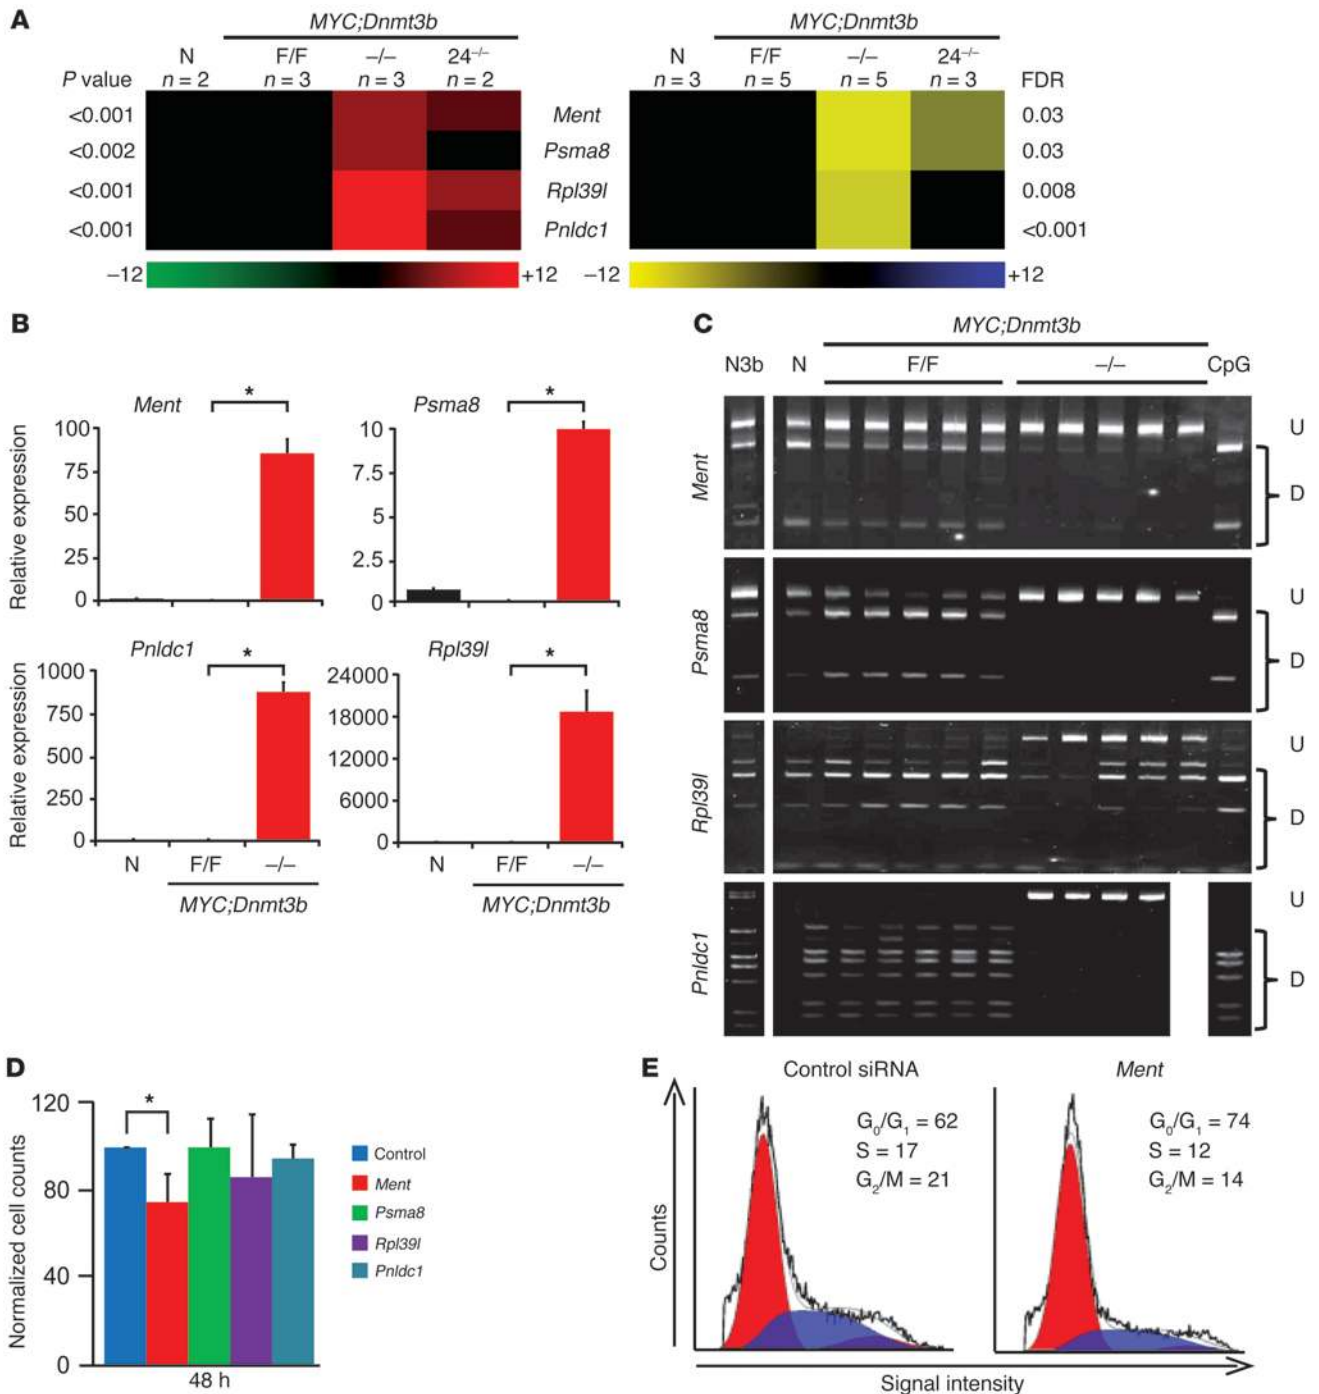 A
MYC;Dnmt3b
MYC;Dnmt3b
N F/F –/– 24–/–
N F/F –/– 24–/–
P value n = 2 n = 3 n = 3 n = 2
n = 3 n = 5 n = 5 n = 3 FDR
<0.001 Ment 0.03
<0.002 Psma8 0.03
<0.001 Rpl39l 0.008
<0.001 Pnldc1 <0.001
–12 +12 –12 +12
B
Ment
*
Relative expression
100
75
50
25
0
Psma8
*
10
7.5
5
2.5
0
Pnldc1
*
Relative expression
1000
750
500
250
0
N F/F –/–
MYC;Dnmt3b
Rpl39l
*
24000
18000
12000
6000
0
N F/F –/–
MYC;Dnmt3b
C
MYC;Dnmt3b
N3b N F/F –/– CpG
Ment
U
D
Psma8
U
D
Rpl39l
U
D
Pnldc1
U
D
D
Normalized cell counts
120
80
40
0
*
48 h
Control
Ment
Psma8
Rpl39l
Pnldc1
E
Control siRNA
G0/G1 = 62
S = 17
G2/M = 21
Ment
G0/G1 = 74
S = 12
G2/M = 14
Counts
Signal intensity